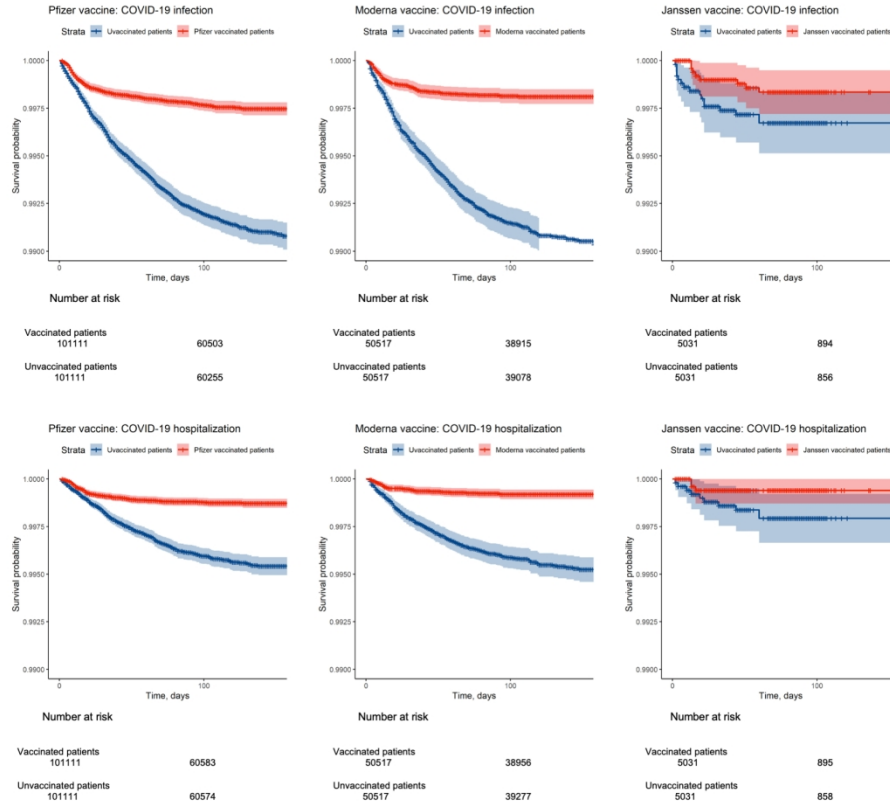 Pfizer vaccine: COVID-19 infection
Strata Uvaccinated patients Pfizer vaccinated patients
1.0000
0.9975
0.9950
0.9925
0.9900
Survival probability
0 100
Time, days
Number at risk
Vaccinated patients
101111 60503
Unvaccinated patients
101111 60255
Moderna vaccine: COVID-19 infection
Strata Uvaccinated patients Moderna vaccinated patients
1.0000
0.9975
0.9950
0.9925
0.9900
Survival probability
0 100
Time, days
Number at risk
Vaccinated patients
50517 38915
Unvaccinated patients
50517 39078
Janssen vaccine: COVID-19 infection
Strata Uvaccinated patients Janssen vaccinated patients
1.0000
0.9975
0.9950
0.9925
0.9900
Survival probability
0 100
Time, days
Number at risk
Vaccinated patients
5031 894
Unvaccinated patients
5031 856
Pfizer vaccine: COVID-19 hospitalization
Strata Uvaccinated patients Pfizer vaccinated patients
1.0000
0.9975
0.9950
0.9925
0.9900
Survival probability
0 100
Time, days
Number at risk
Vaccinated patients
101111 60583
Unvaccinated patients
101111 60574
Moderna vaccine: COVID-19 hospitalization
Strata Uvaccinated patients Moderna vaccinated patients
1.0000
0.9975
0.9950
0.9925
0.9900
Survival probability
0 100
Time, days
Number at risk
Vaccinated patients
50517 38956
Unvaccinated patients
50517 39277
Janssen vaccine: COVID-19 hospitalization
Strata Uvaccinated patients Janssen vaccinated patients
1.0000
0.9975
0.9950
0.9925
0.9900
Survival probability
0 100
Time, days
Number at risk
Vaccinated patients
5031 895
Unvaccinated patients
5031 858